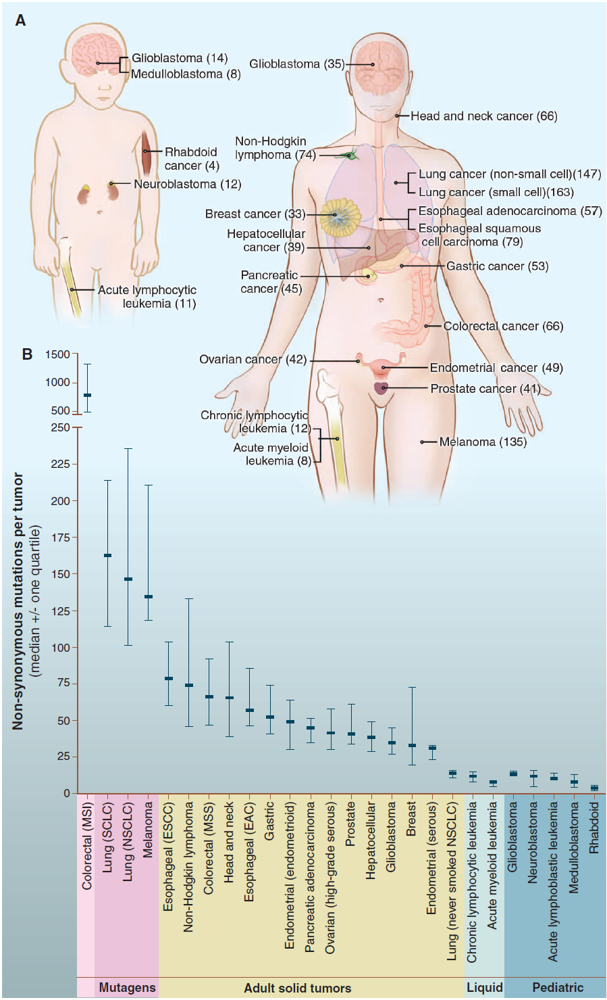 A
Glioblastoma (14)
Medulloblastoma (8)
Rhabdoid
cancer (4)
Neuroblastoma (12)
Acute lymphocytic
leukemia (11)
Glioblastoma (35)
Head and neck cancer (66)
Non-Hodgkin
lymphoma (74)
Lung cancer (non-small cell)(147)
Lung cancer (small cell)(163)
Esophageal adenocarcinoma (57)
Esophageal squamous
cell carcinoma (79)
Breast cancer (33)
Hepatocellular
cancer (39)
Gastric cancer (53)
Pancreatic
cancer (45)
Colorectal cancer (66)
Ovarian cancer (42)
Endometrial cancer (49)
Prostate cancer (41)
Chronic lymphocytic
leukemia (12)
Acute myeloid
leukemia (8)
Melanoma (135)
B
Non-synonymous mutations per tumor
(median +/- one quartile)
1500
1000
500
250
225
200
175
150
125
100
75
50
25
0
Colorectal (MSI)
Lung (SCLC)
Lung (NSCLC)
Melanoma
Esophageal (ESCC)
Non-Hodgkin lymphoma
Colorectal (MSS)
Head and neck
Esophageal (EAC)
Gastric
Endometrial (endometrioid)
Pancreatic adenocarcinoma
Ovarian (high-grade serous)
Prostate
Hepatocellular
Glioblastoma
Breast
Endometrial (serous)
Lung (never smoked NSCLC)
Chronic lymphocytic leukemia
Acute myeloid leukemia
Glioblastoma
Neuroblastoma
Acute lymphoblastic leukemia
Medulloblastoma
Rhabdoid
Mutagens
Adult solid tumors
Liquid
Pediatric